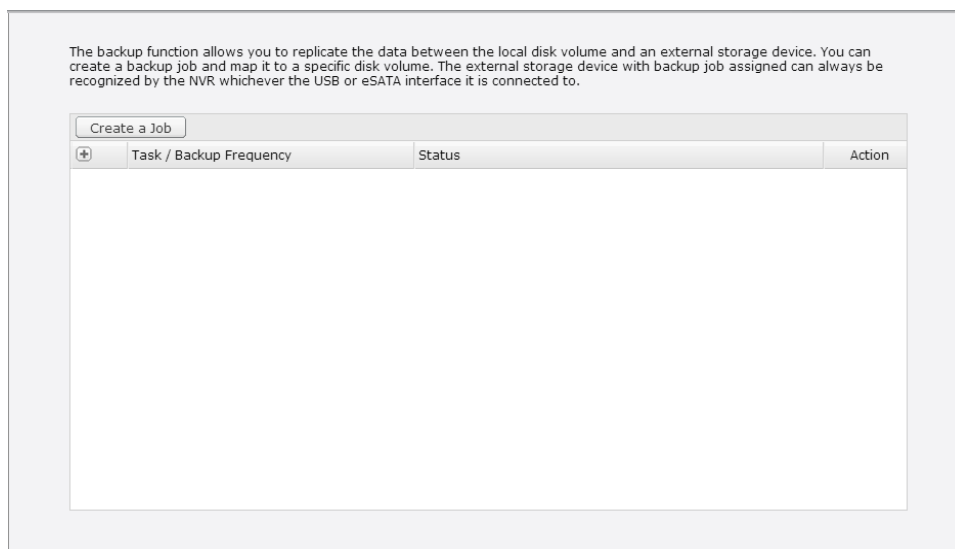 The backup function allows you to replicate the data between the local disk volume and an external storage device. You can
create a backup job and map it to a specific disk volume. The external storage device with backup job assigned can always be
recognized by the NVR whichever the USB or eSATA interface it is connected to.
Create a Job
Task / Backup Frequency Status Action